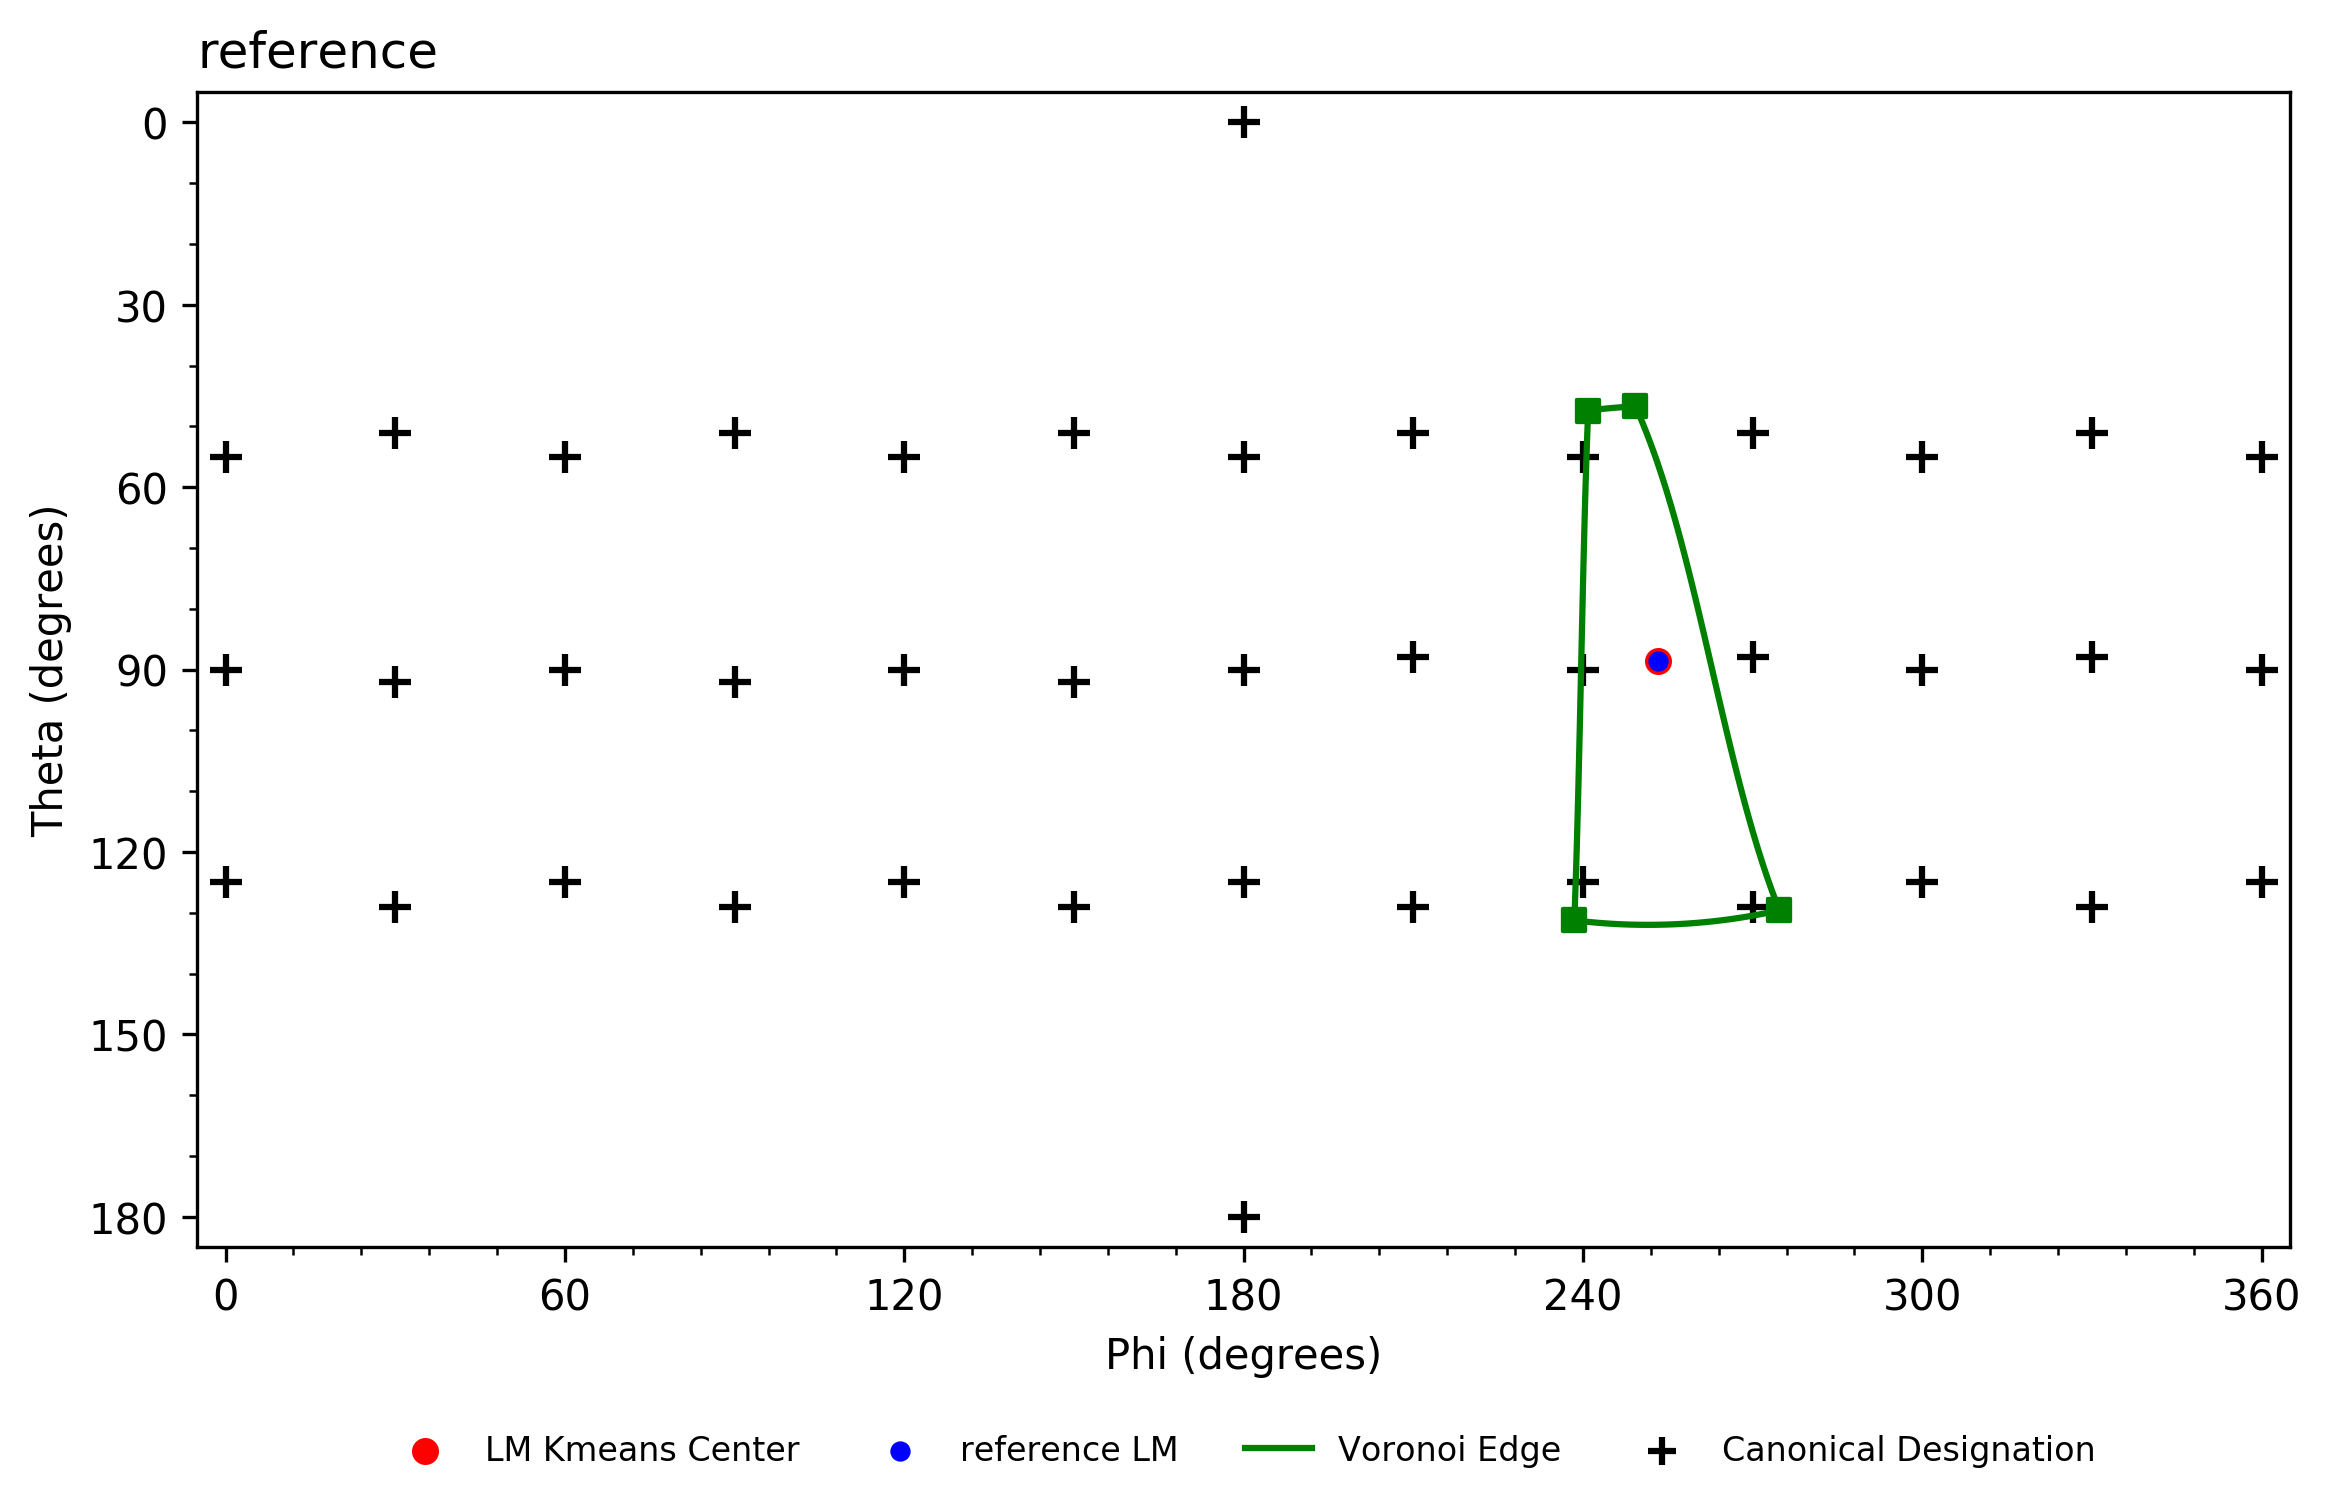 reference
0
30
60
90
120
150
180
Theta (degrees)
0 60 120 180 240 300 360
Phi (degrees)
LM Kmeans Center reference LM Voronoi Edge Canonical Designation